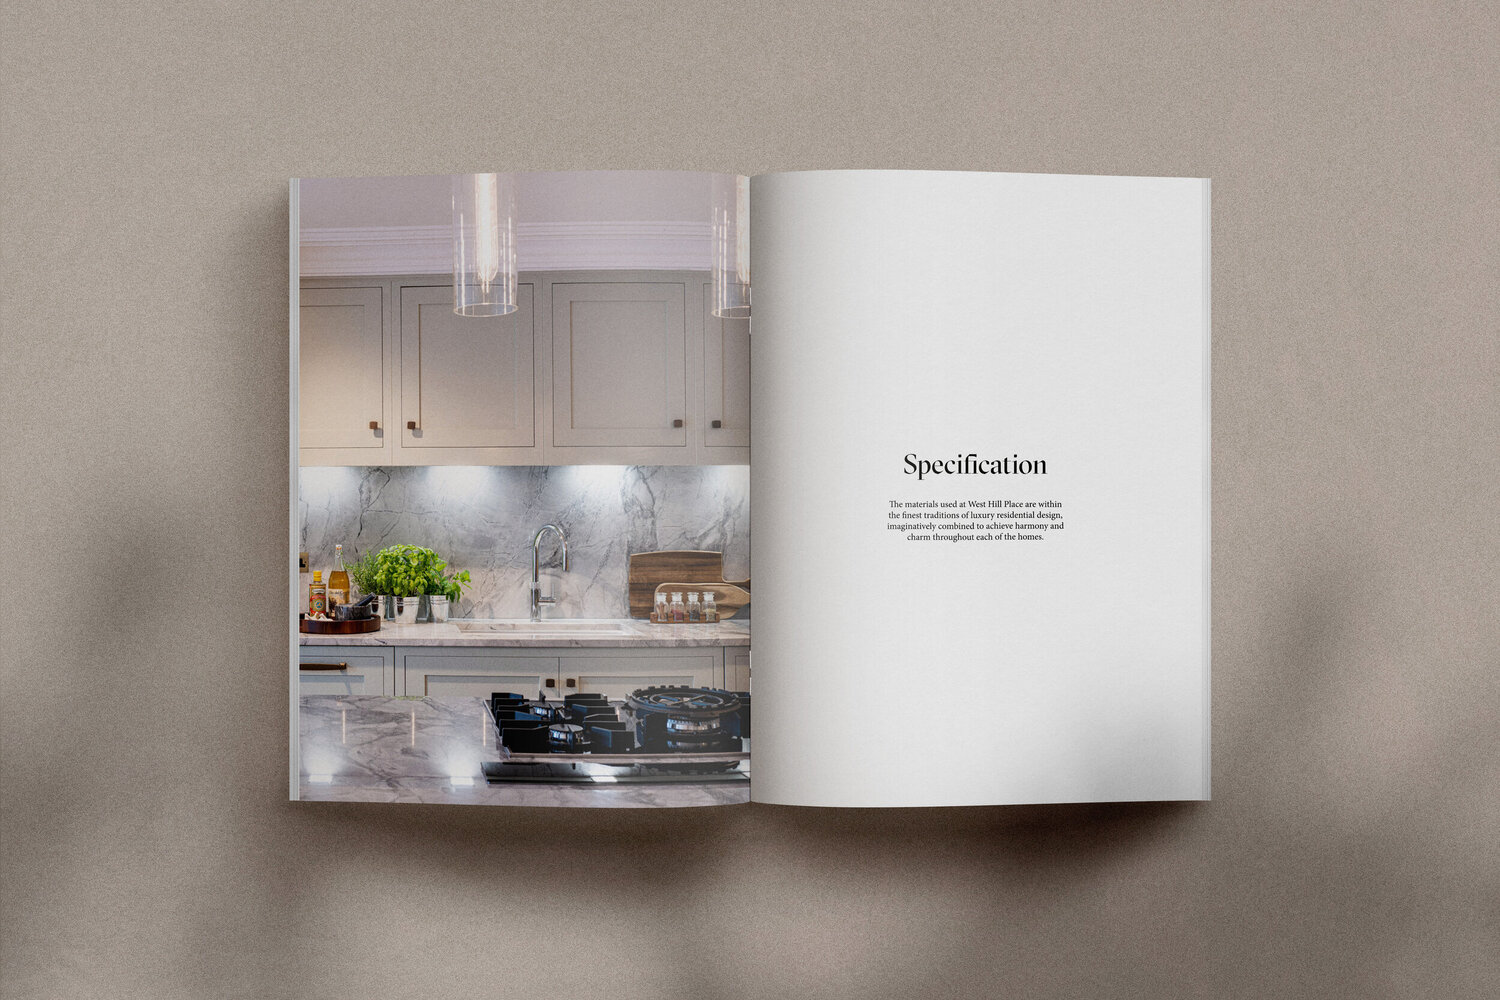 Specification
The materials used at West Hill Place are within
the finest traditions of luxury residential design,
imaginatively combined to achieve harmony and
charm throughout each of the homes.